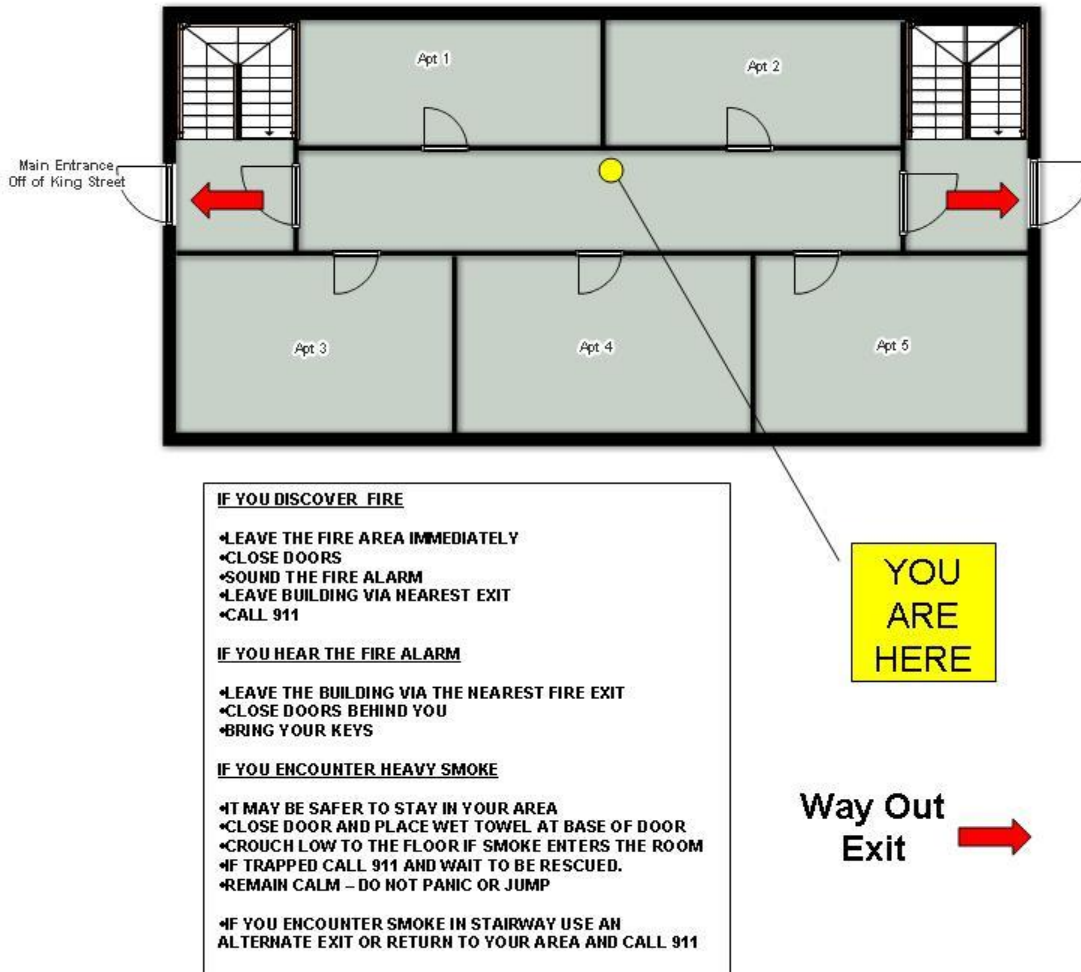 Apt 1
Apt 2
Main Entrance
Off of King Street
Apt 3
Apt 4
Apt 5
IF YOU DISCOVER FIRE
•LEAVE THE FIRE AREA IMMEDIATELY
•CLOSE DOORS
•SOUND THE FIRE ALARM
•LEAVE BUILDING VIA NEAREST EXIT
•CALL 911
IF YOU HEAR THE FIRE ALARM
•LEAVE THE BUILDING VIA THE NEAREST FIRE EXIT
•CLOSE DOORS BEHIND YOU
•BRING YOUR KEYS
IF YOU ENCOUNTER HEAVY SMOKE
•IT MAY BE SAFER TO STAY IN YOUR AREA
•CLOSE DOOR AND PLACE WET TOWEL AT BASE OF DOOR
•CROUCH LOW TO THE FLOOR IF SMOKE ENTERS THE ROOM
•IF TRAPPED CALL 911 AND WAIT TO BE RESCUED.
•REMAIN CALM – DO NOT PANIC OR JUMP
•IF YOU ENCOUNTER SMOKE IN STAIRWAY USE AN
ALTERNATE EXIT OR RETURN TO YOUR AREA AND CALL 911
YOU
ARE
HERE
Way Out
Exit